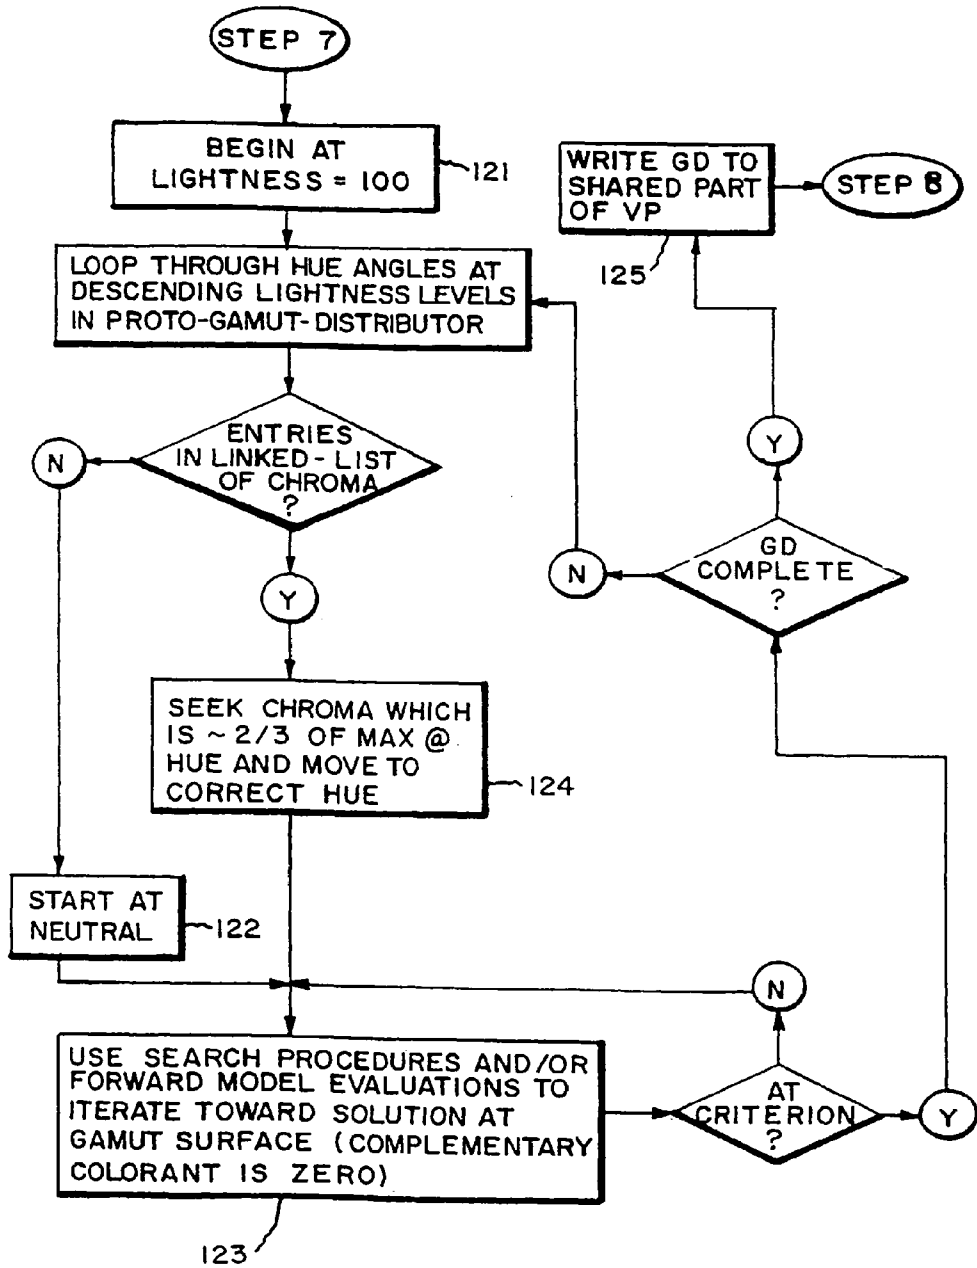 STEP 7
BEGIN AT
LIGHTNESS = 100
121
LOOP THROUGH HUE ANGLES AT
DESCENDING LIGHTNESS LEVELS
IN PROTO-GAMUT-DISTRIBUTOR
ENTRIES
IN LINKED-LIST
OF CHROMA
?
N
Y
SEEK CHROMA WHICH
IS ~ 2/3 OF MAX @
HUE AND MOVE TO
CORRECT HUE
124
START AT
NEUTRAL
122
USE SEARCH PROCEDURES AND/OR
FORWARD MODEL EVALUATIONS TO
ITERATE TOWARD SOLUTION AT
GAMUT SURFACE (COMPLEMENTARY
COLORANT IS ZERO)
123
AT
CRITERION
?
N
Y
GD
COMPLETE
?
N
Y
WRITE GD TO
SHARED PART
OF VP
125
STEP 8